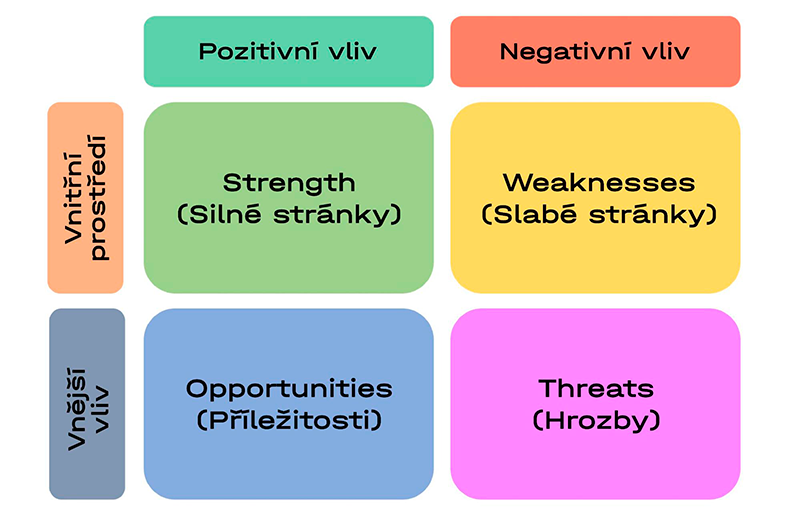 Pozitivní vliv
Negativní vliv
Vnitřní
prostředí
Strength
(Silné stránky)
Weaknesses
(Slabé stránky)
Vnější
vliv
Opportunities
(Příležitosti)
Threats
(Hrozby)